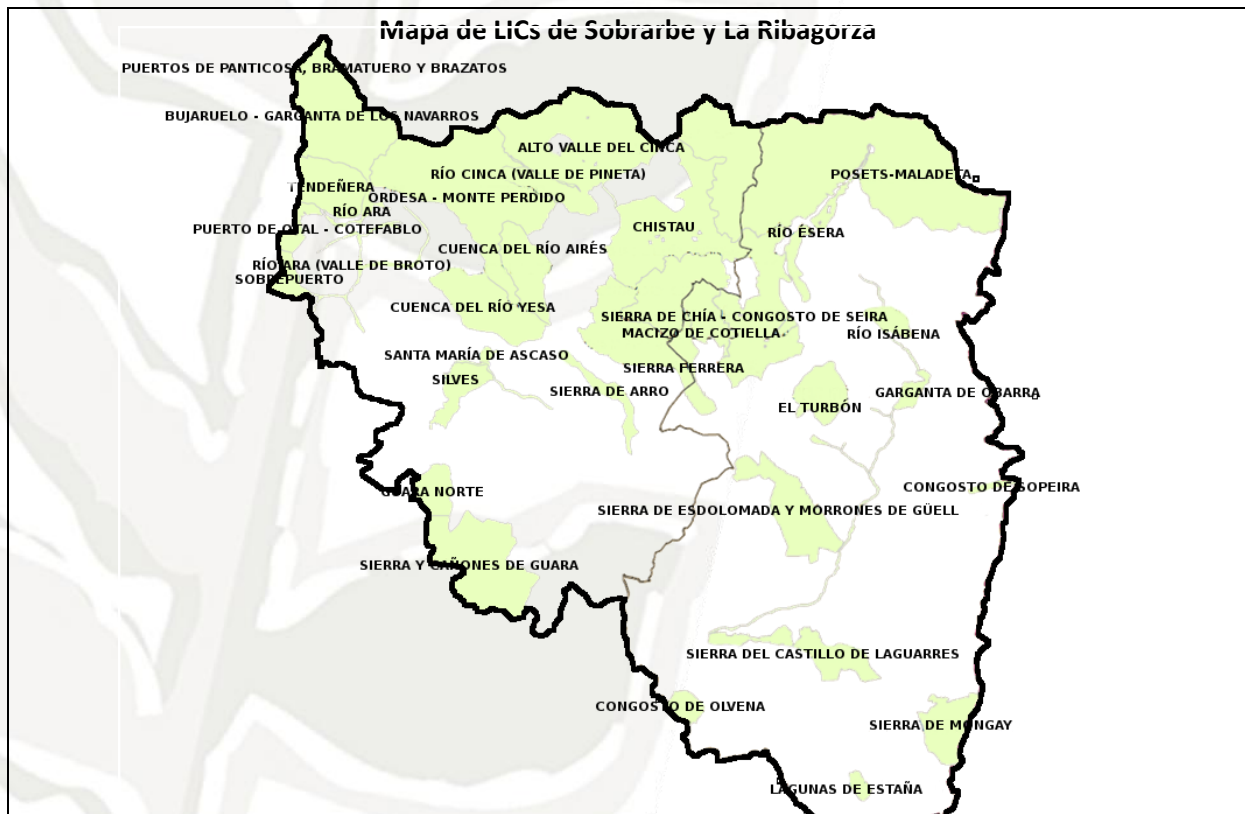 Mapa de LICs de Sobrarbe y La Ribagorza
PUERTOS DE PANTICOSA, BRAMATUERO Y BRAZATOS
BUJARUELO - GARGANTA DE LOS NAVARROS
ALTO VALLE DEL CINCA
RÍO CINCA (VALLE DE PINETA)
POSETS-MALADETA
TENDEÑERA
ORDESA - MONTE PERDIDO
RÍO ARA
PUERTO DE OTAL - COTEFABLO
CHISTAU
RÍO ÉSERA
CUENCA DEL RÍO AIRÉS
RÍO ARA (VALLE DE BROTO)
SOBREPUERTO
CUENCA DEL RÍO YESA
SIERRA DE CHÍA - CONGOSTO DE SEIRA
MACIZO DE COTIELLA
RÍO ISÁBENA
SANTA MARÍA DE ASCASO
SIERRA FERRERA
SILVES
SIERRA DE ARRO
GARGANTA DE OBARRA
EL TURBÓN
GUARA NORTE
CONGOSTO DE SOPEIRA
SIERRA DE ESDOLOMADA Y MORRONES DE GÜELL
SIERRA Y CAÑONES DE GUARA
SIERRA DEL CASTILLO DE LAGUARRES
CONGOSTO DE OLVENA
SIERRA DE MONGAY
LAGUNAS DE ESTAÑA